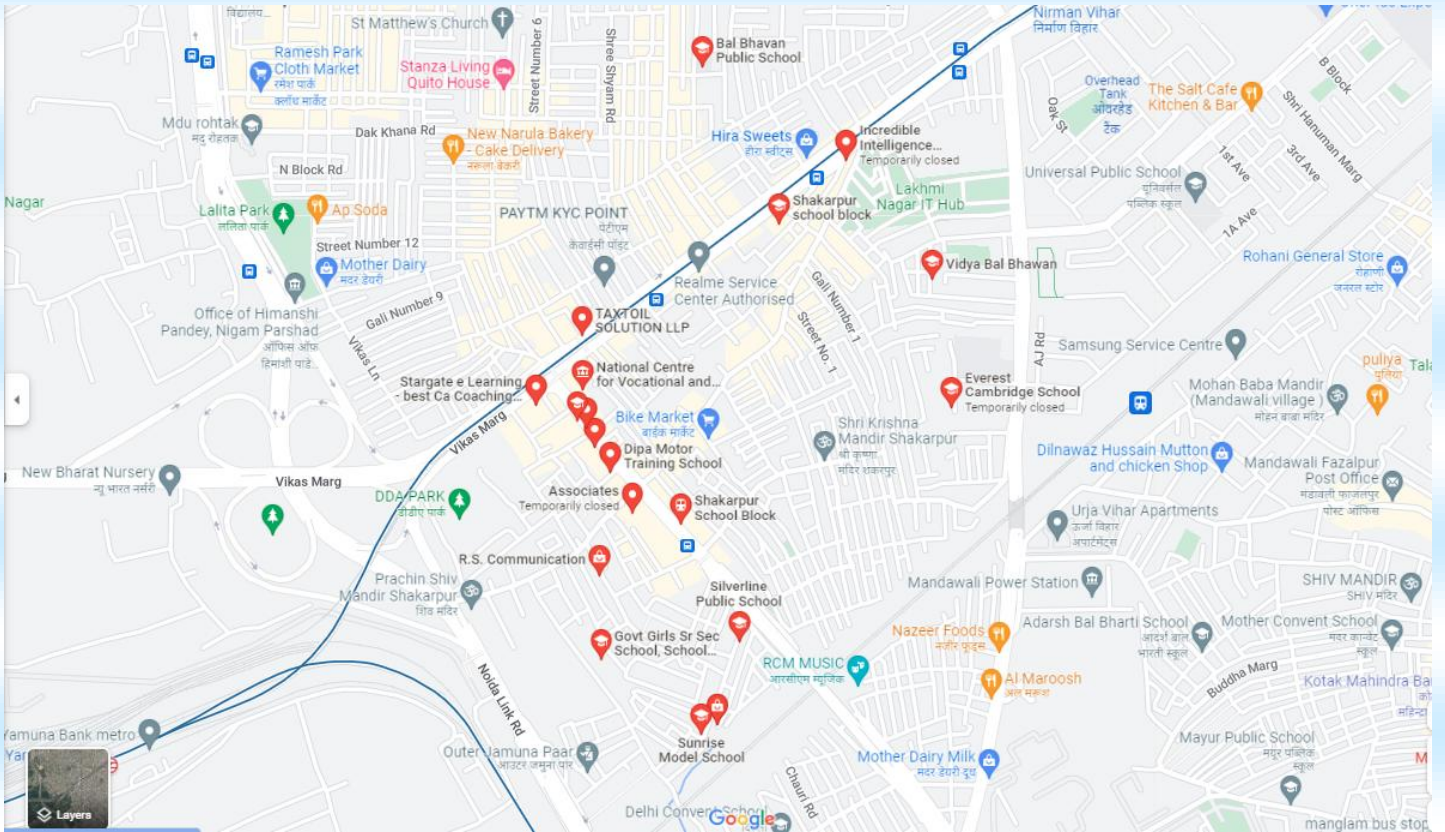 विद्यालय...
St Matthew's Church
Ramesh Park
Cloth Market
रमेश पार्क
क्लॉथ मार्केट
Stanza Living
Quito House
Street Number 6
Shree Shyam Rd
Bal Bhavan
Public School
Nirman Vihar
निर्माण विहार
B Block
Overhead
Tank
ओवरहेड
टैंक
The Salt Cafe
Kitchen & Bar
Oak St
Shri Hanuman Marg
1st Ave
3rd Ave
Mdu rohtak
मदु रोहतक
Dak Khana Rd
New Narula Bakery
- Cake Delivery
नरूला बेकरी
Hira Sweets
हीरा स्वीट्स
Incredible
Intelligence...
Temporarily closed
N Block Rd
Universal Public School
यूनिवर्सल
पब्लिक स्कूल
Nagar
Lalita Park
ललिता पार्क
Ap Soda
PAYTM KYC POINT
पेटीएम
केवाईसी पॉइंट
Shakarpur
school block
Lakhmi
Nagar IT Hub
1A Ave
Street Number 12
Mother Dairy
मदर डेयरी
Realme Service
Center Authorised
Vidya Bal Bhawan
Rohani General Store
रोहाणी
जनरल स्टोर
Gali Number 1
Office of Himanshi
Pandey, Nigam Parshad
ऑफिस ऑफ
हिमांशी पांडे...
Gali Number 9
Vikas Ln
TAXTOIL
SOLUTION LLP
Street No. 1
AJ Rd
Samsung Service Centre
puliya
पुलिया
Tala
Stargate e Learning
- best Ca Coaching...
National Centre
for Vocational and...
Everest
Cambridge School
Temporarily closed
Mohan Baba Mandir
(Mandawali village )
मोहन बाबा मंदिर
Bike Market
बाईक मार्केट
Shri Krishna
Mandir Shakarpur
श्री कृष्णा
मंदिर शकरपुर
Vikas Marg
Dipa Motor
Training School
Dilnawaz Hussain Mutton
and chicken Shop
New Bharat Nursery
न्यू भारत नर्सरी
Vikas Marg
DDA PARK
डीडीए पार्क
Associates
Temporarily closed
Shakarpur
School Block
Mandawali Fazalpur
Post Office
मंडावली फाजलपुर
पोस्ट ऑफिस
Urja Vihar Apartments
ऊर्जा विहार
अपार्टमेंट्स
R.S. Communication
Prachin Shiv
Mandir Shakarpur
शिव मंदिर
Silverline
Public School
Mandawali Power Station
SHIV MANDIR
SHIV मंदिर
Govt Girls Sr Sec
School, School...
Nazeer Foods
नजीर फूड्स
Adarsh Bal Bharti School
आदर्श बाल
भारती स्कूल
Mother Convent School
मदर कान्वेंट
स्कूल
RCM MUSIC
आरसीएम म्यूजिक
Al Maroosh
अल मरूश
Buddha Marg
Kotak Mahindra Ba
Noida Link Rd
Yamuna Bank metro
Sunrise
Model School
Outer Jamuna Paar
आउटर जमुना पार
Mother Dairy Milk
मदर डेयरी दूध
Mayur Public School
मयूर पब्लिक
स्कूल
Chauri Rd
Layers
Delhi Convent School
Google
manglam bus stop